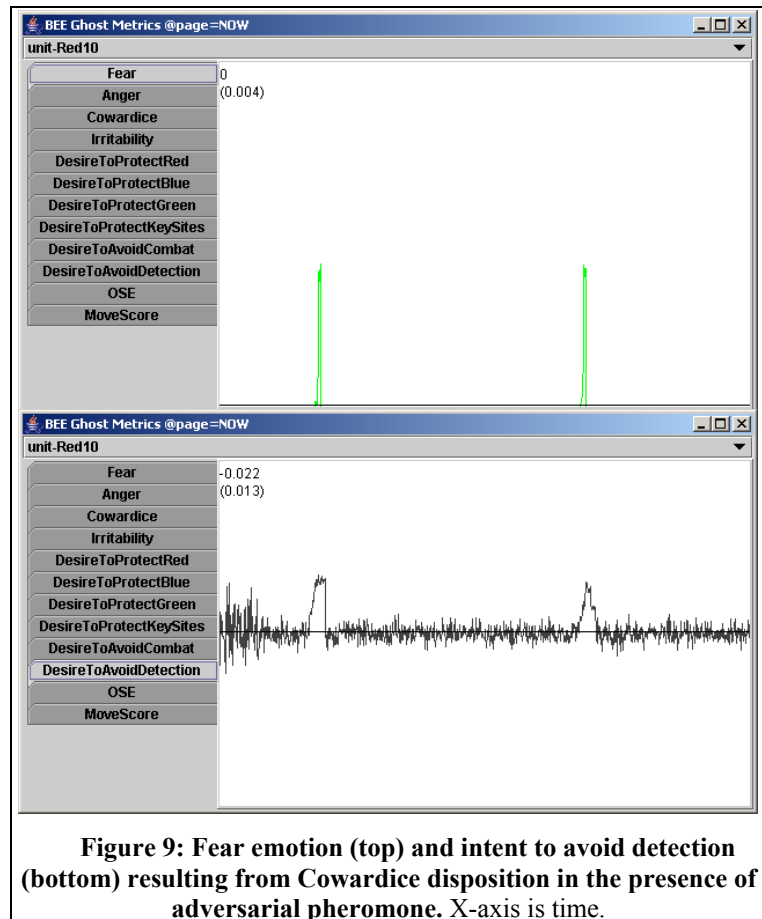 BEE Ghost Metrics @page=NOW
unit-Red10
Fear
Anger
Cowardice
Irritability
DesireToProtectRed
DesireToProtectBlue
DesireToProtectGreen
DesireToProtectKeySites
DesireToAvoidCombat
DesireToAvoidDetection
OSE
MoveScore
0
(0.004)
BEE Ghost Metrics @page=NOW
unit-Red10
Fear
Anger
Cowardice
Irritability
DesireToProtectRed
DesireToProtectBlue
DesireToProtectGreen
DesireToProtectKeySites
DesireToAvoidCombat
DesireToAvoidDetection
OSE
MoveScore
-0.022
(0.013)
Figure 9: Fear emotion (top) and intent to avoid detection
(bottom) resulting from Cowardice disposition in the presence of
adversarial pheromone. X-axis is time.